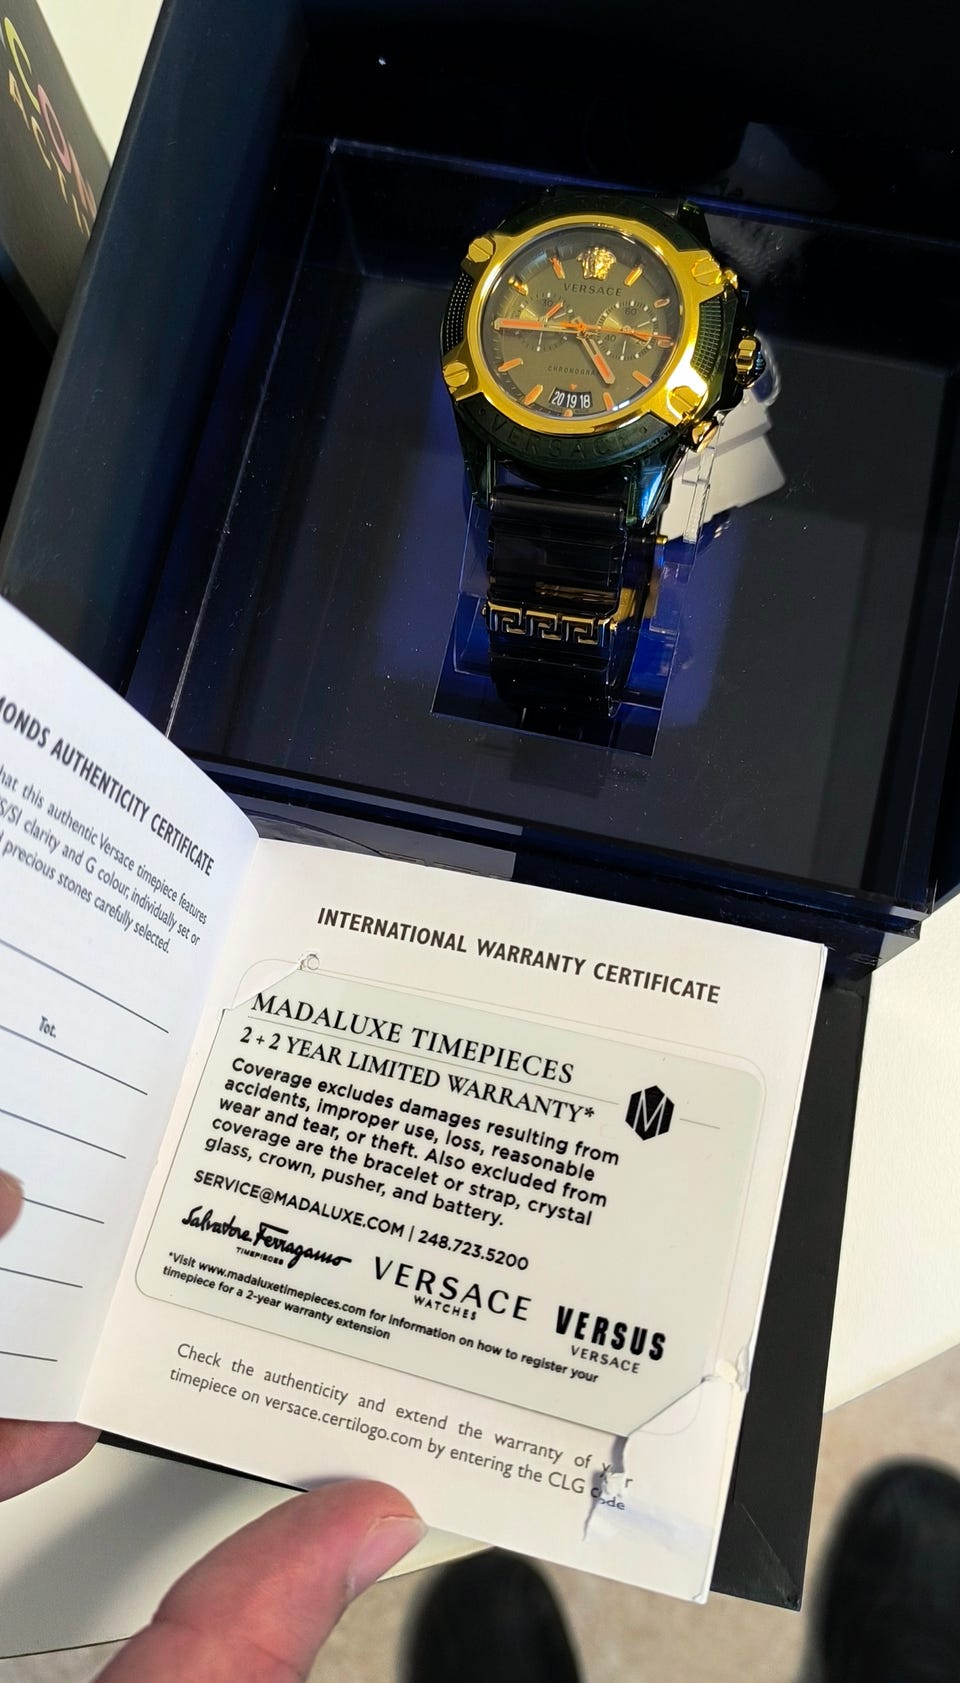 VERSACE
30
60
40
20 19 18
VERSACE
MONDS AUTHENTICITY CERTIFICATE
hat this authentic Versace timepiece features
S/SI clarity and G colour, individually set or
precious stones carefully selected.
Tot.
INTERNATIONAL WARRANTY CERTIFICATE
MADALUXE TIMEPIECES
2 + 2 YEAR LIMITED WARRANTY*
M
Coverage excludes damages resulting from
accidents, improper use, loss, reasonable
wear and tear, or theft. Also excluded from
coverage are the bracelet or strap, crystal
glass, crown, pusher, and battery.
SERVICE@MADALUXE.COM | 248.723.5200
Salvatore Ferragamo
TIMEPIECES
VERSACE
WATCHES
VERSUS
VERSACE
*Visit www.madaluxetimepieces.com for information on how to register your
timepiece for a 2-year warranty extension
Check the authenticity and extend the warranty of y r
timepiece on versace.certilogo.com by entering the CLG code